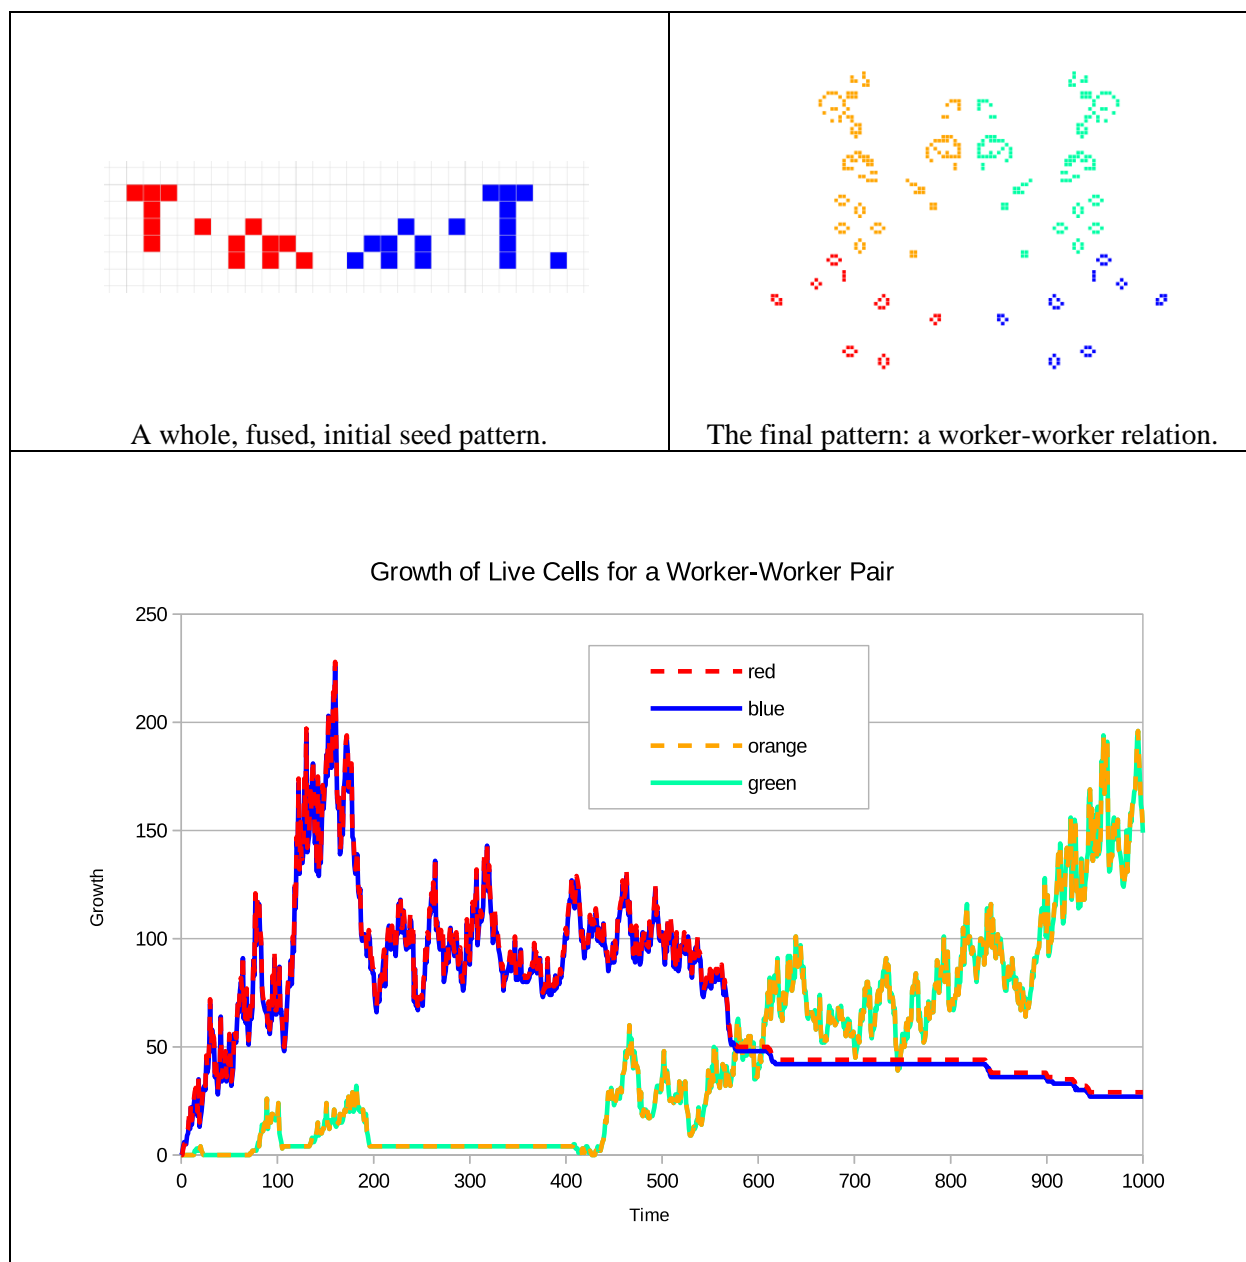 A whole, fused, initial seed pattern.
The final pattern: a worker-worker relation.
Growth of Live Cells for a Worker-Worker Pair
250
200
150
100
50
0
Growth
red
blue
orange
green
0 100 200 300 400 500 600 700 800 900 1000
Time